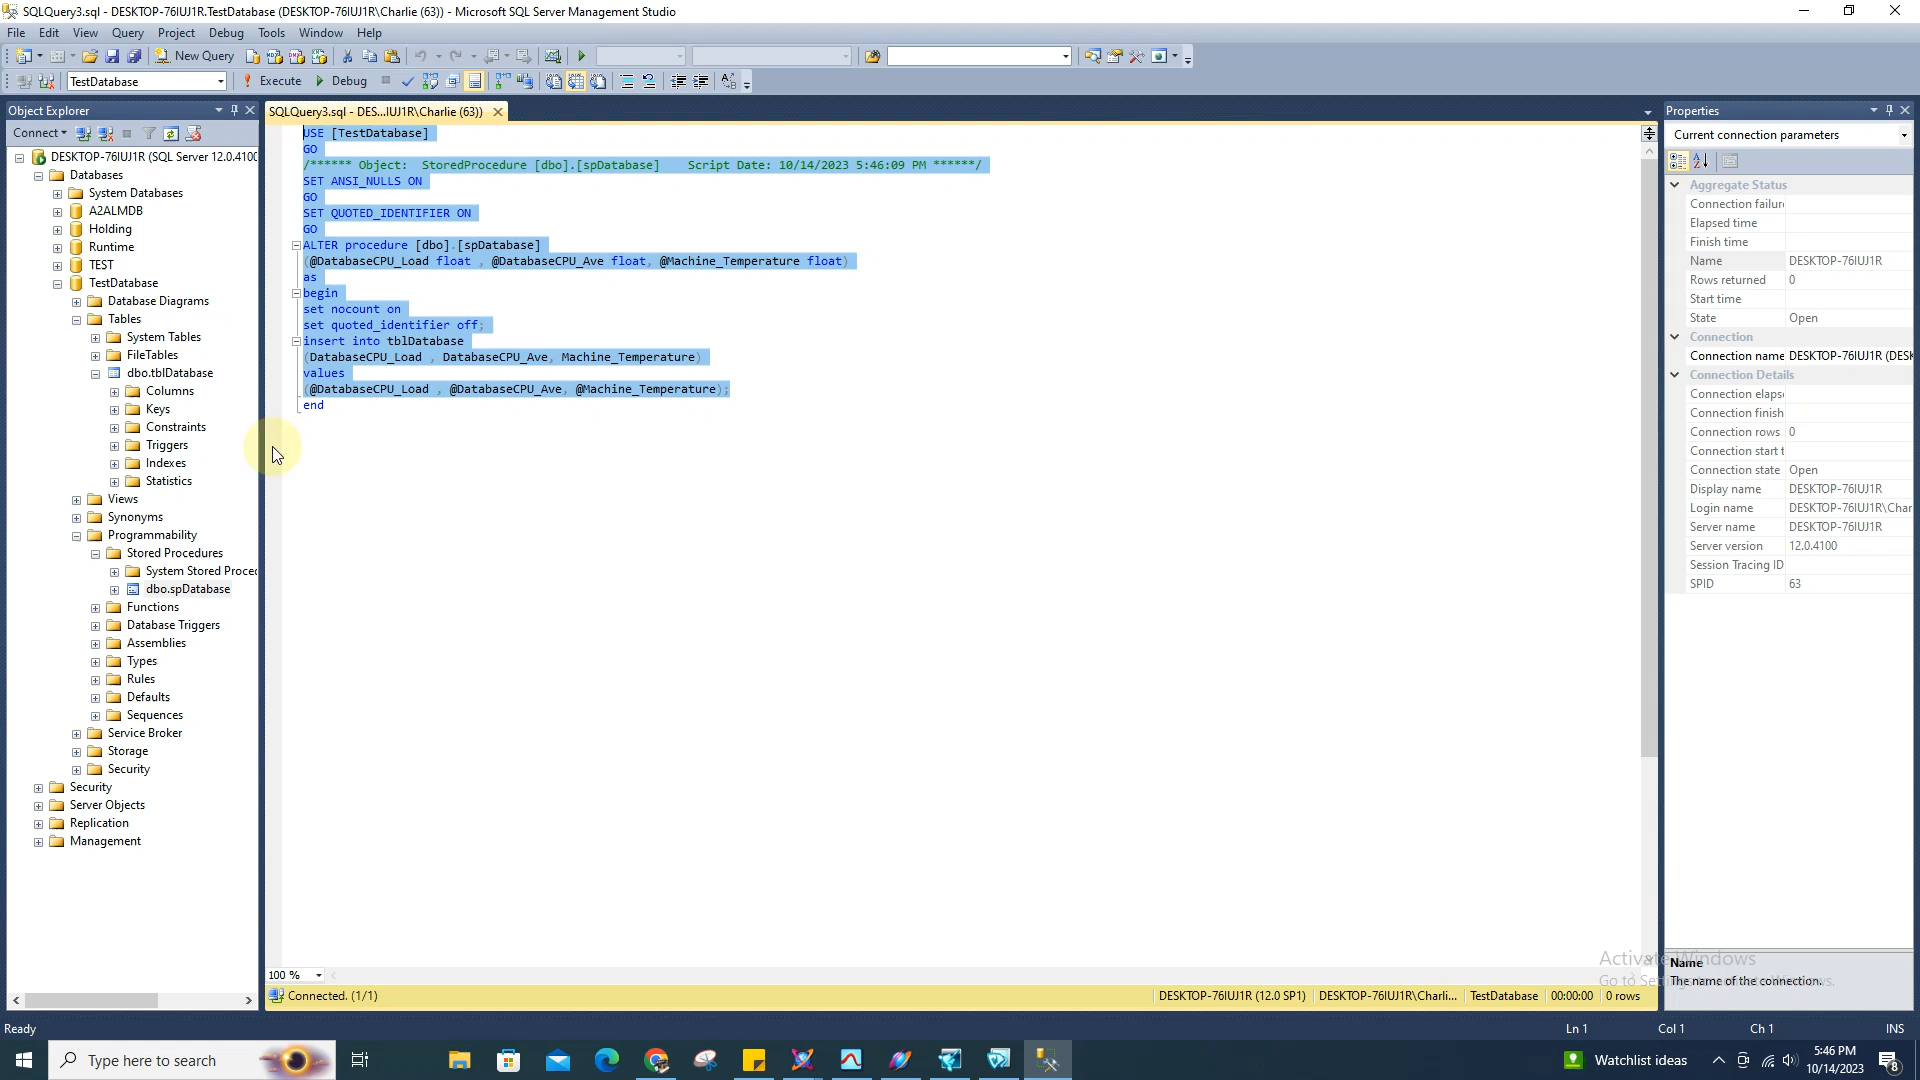 SQLQuery3.sql - DESKTOP-76IUJ1R.TestDatabase (DESKTOP-76IUJ1R\Charlie (63)) - Microsoft SQL Server Management Studio
File Edit View Query Project Debug Tools Window Help
New Query
TestDatabase Execute Debug
Object Explorer
Connect
DESKTOP-76IUJ1R (SQL Server 12.0.4100
Databases
System Databases
A2ALMDB
Holding
Runtime
TEST
TestDatabase
Database Diagrams
Tables
System Tables
FileTables
dbo.tblDatabase
Columns
Keys
Constraints
Triggers
Indexes
Statistics
Views
Synonyms
Programmability
Stored Procedures
System Stored Proce
dbo.spDatabase
Functions
Database Triggers
Assemblies
Types
Rules
Defaults
Sequences
Service Broker
Storage
Security
Security
Server Objects
Replication
Management
SQLQuery3.sql - DES...IUJ1R\Charlie (63))
USE [TestDatabase]
GO
/****** Object:  StoredProcedure [dbo].[spDatabase]    Script Date: 10/14/2023 5:46:09 PM ******/
SET ANSI_NULLS ON
GO
SET QUOTED_IDENTIFIER ON
GO
ALTER procedure [dbo].[spDatabase]
(@DatabaseCPU_Load float , @DatabaseCPU_Ave float, @Machine_Temperature float)
as
begin
set nocount on
set quoted_identifier off;
insert into tblDatabase
(DatabaseCPU_Load , DatabaseCPU_Ave, Machine_Temperature)
values
(@DatabaseCPU_Load , @DatabaseCPU_Ave, @Machine_Temperature);
end
100 %
Connected. (1/1) DESKTOP-76IUJ1R (12.0 SP1) DESKTOP-76IUJ1R\Charli... TestDatabase 00:00:00 0 rows
Properties
Current connection parameters
Aggregate Status
Connection failur
Elapsed time
Finish time
Name DESKTOP-76IUJ1R
Rows returned 0
Start time
State Open
Connection
Connection name DESKTOP-76IUJ1R (DESK
Connection Details
Connection elaps
Connection finish
Connection rows 0
Connection start t
Connection state Open
Display name DESKTOP-76IUJ1R
Login name DESKTOP-76IUJ1R\Char
Server name DESKTOP-76IUJ1R
Server version 12.0.4100
Session Tracing ID
SPID 63
Name
The name of the connection.
Activate Windows
Ready Ln 1 Col 1 Ch 1 INS
Type here to search
Watchlist ideas
5:46 PM
10/14/2023
8